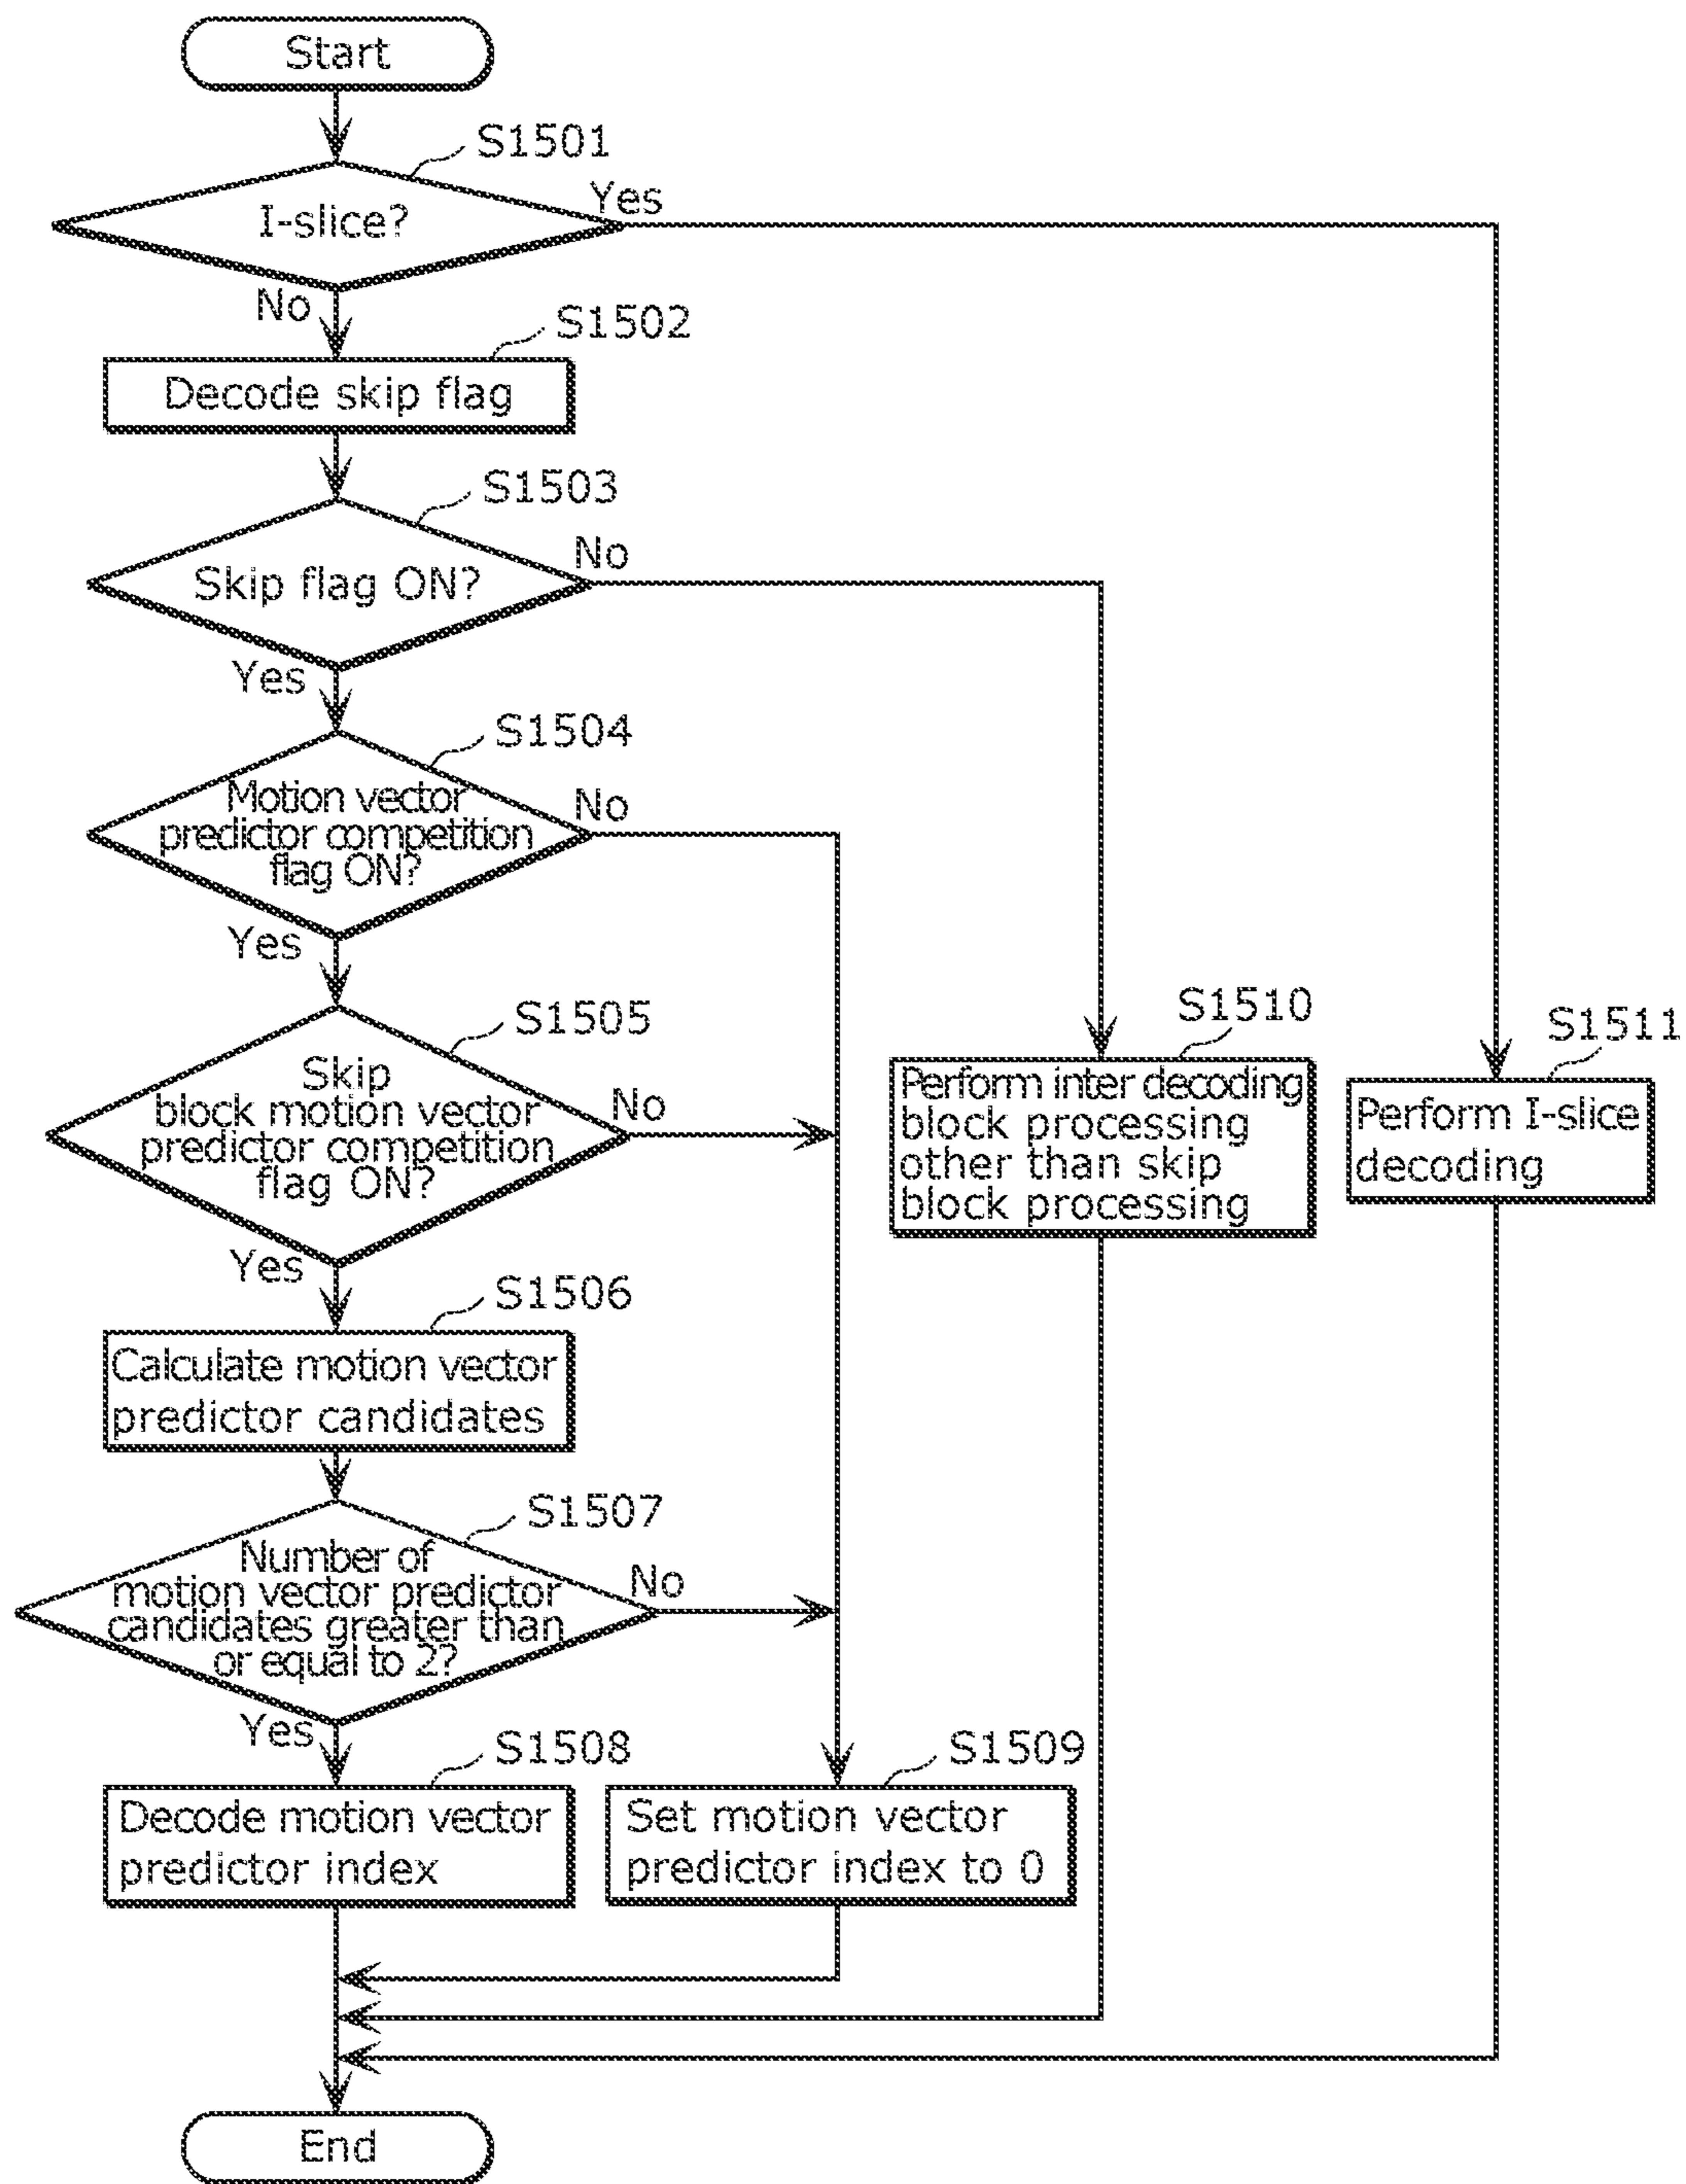 Start
S1501
I-slice?
Yes
No
S1502
Decode skip flag
S1503
Skip flag ON?
No
Yes
S1504
Motion vector
predictor competition
flag ON?
No
Yes
S1505
Skip
block motion vector
predictor competition
flag ON?
No
Yes
S1510
Perform inter decoding
block processing
other than skip
block processing
S1511
Perform I-slice
decoding
S1506
Calculate motion vector
predictor candidates
S1507
Number of
motion vector predictor
candidates greater than
or equal to 2?
No
Yes
S1508
Decode motion vector
predictor index
S1509
Set motion vector
predictor index to 0
End